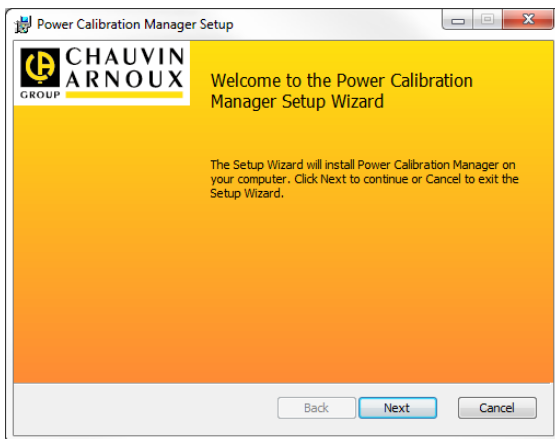 Power Calibration Manager Setup
CHAUVIN
ARNOUX
GROUP
Welcome to the Power Calibration
Manager Setup Wizard
The Setup Wizard will install Power Calibration Manager on
your computer. Click Next to continue or Cancel to exit the
Setup Wizard.
Back Next Cancel